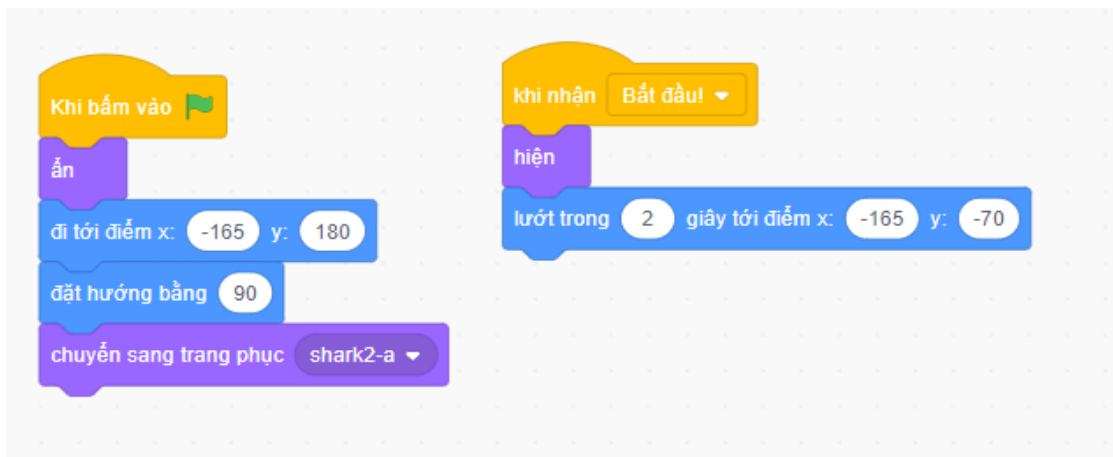 Khi bấm vào
ẩn
đi tới điểm x: -165 y: 180
đặt hướng bằng 90
chuyển sang trang phục shark2-a
khi nhận Bắt đầu!
hiện
lướt trong 2 giây tới điểm x: -165 y: -70